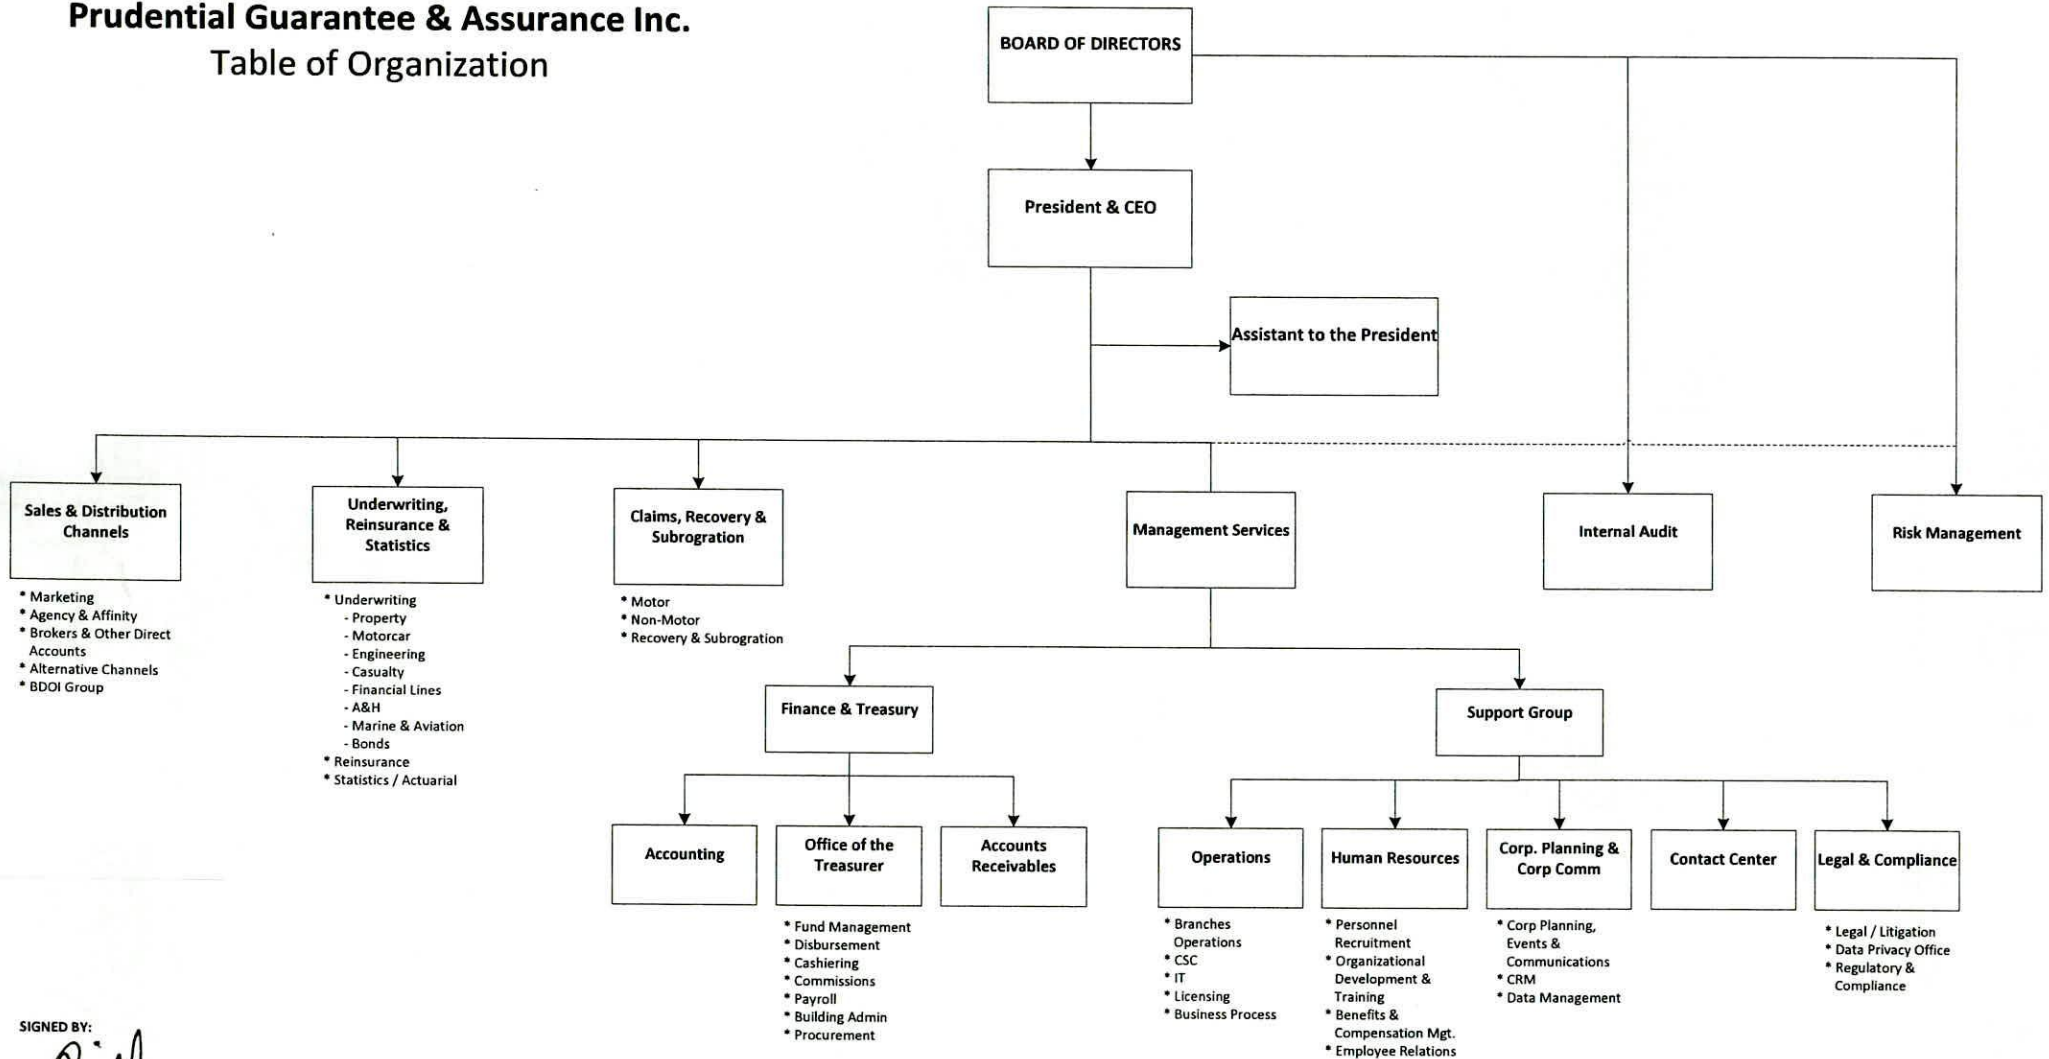 Prudential Guarantee & Assurance Inc.
Table of Organization
BOARD OF DIRECTORS
President & CEO
Assistant to the President
Sales & Distribution
Channels
* Marketing
* Agency & Affinity
* Brokers & Other Direct
Accounts
* Alternative Channels
* BDOI Group
Underwriting,
Reinsurance &
Statistics
* Underwriting
- Property
- Motorcar
- Engineering
- Casualty
- Financial Lines
- A&H
- Marine & Aviation
- Bonds
* Reinsurance
* Statistics / Actuarial
Claims, Recovery &
Subrogration
* Motor
* Non-Motor
* Recovery & Subrogration
Management Services
Internal Audit
Risk Management
Finance & Treasury
Support Group
Accounting
Office of the
Treasurer
* Fund Management
* Disbursement
* Cashiering
* Commissions
* Payroll
* Building Admin
* Procurement
Accounts
Receivables
Operations
* Branches
Operations
* CSC
* IT
* Licensing
* Business Process
Human Resources
* Personnel
Recruitment
* Organizational
Development &
Training
* Benefits &
Compensation Mgt.
* Employee Relations
Corp. Planning &
Corp Comm
* Corp Planning,
Events &
Communications
* CRM
* Data Management
Contact Center
Legal & Compliance
* Legal / Litigation
* Data Privacy Office
* Regulatory &
Compliance
SIGNED BY: